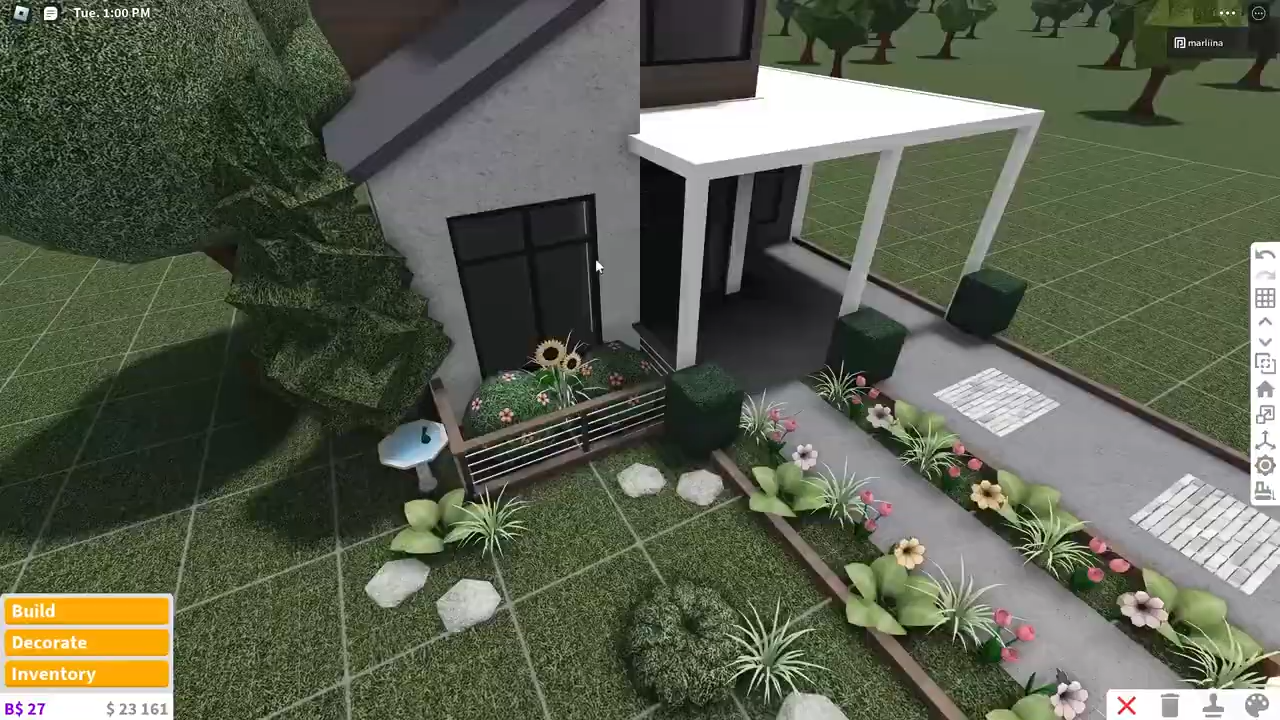 Tue. 1:00 PM
marliina
Build
Decorate
Inventory
B$ 27
$ 23 161